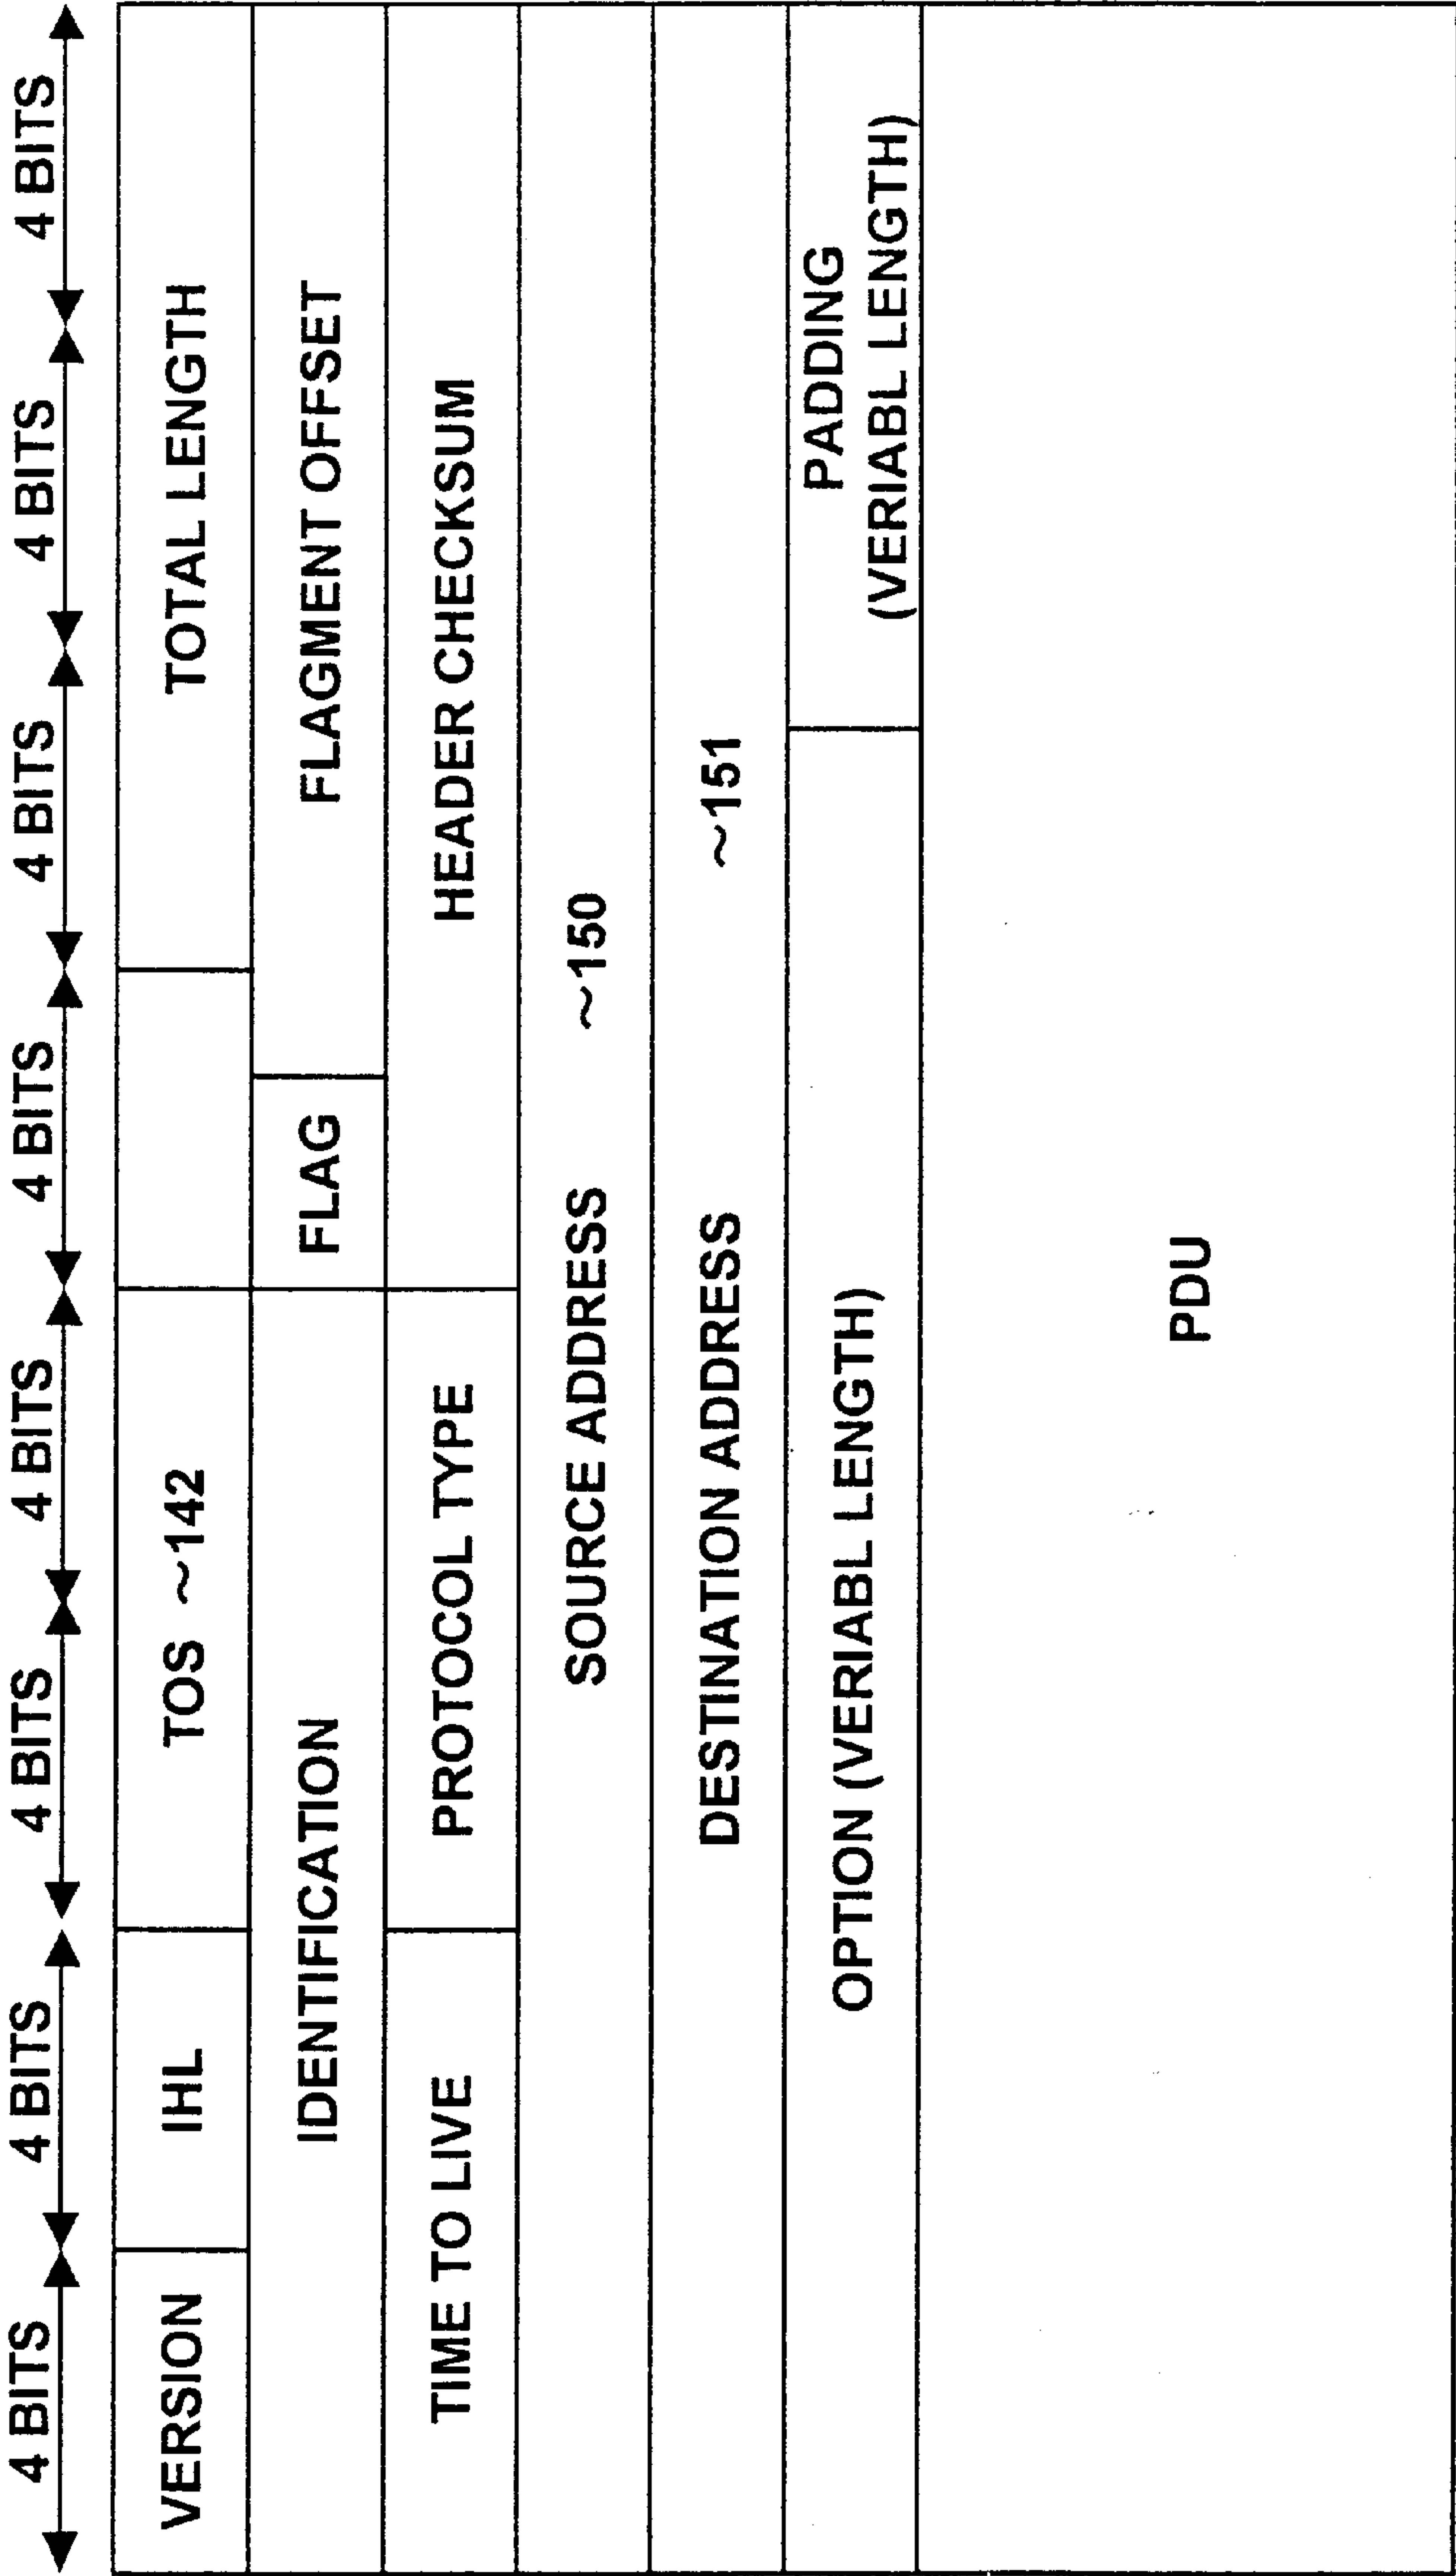 4 BITS 4 BITS 4 BITS 4 BITS 4 BITS 4 BITS 4 BITS 4 BITS
VERSION IHL TOS ~142 TOTAL LENGTH
IDENTIFICATION FLAG FLAGMENT OFFSET
TIME TO LIVE PROTOCOL TYPE HEADER CHECKSUM
SOURCE ADDRESS ~150
DESTINATION ADDRESS ~151
OPTION (VERIABL LENGTH) PADDING
(VERIABL LENGTH)
PDU